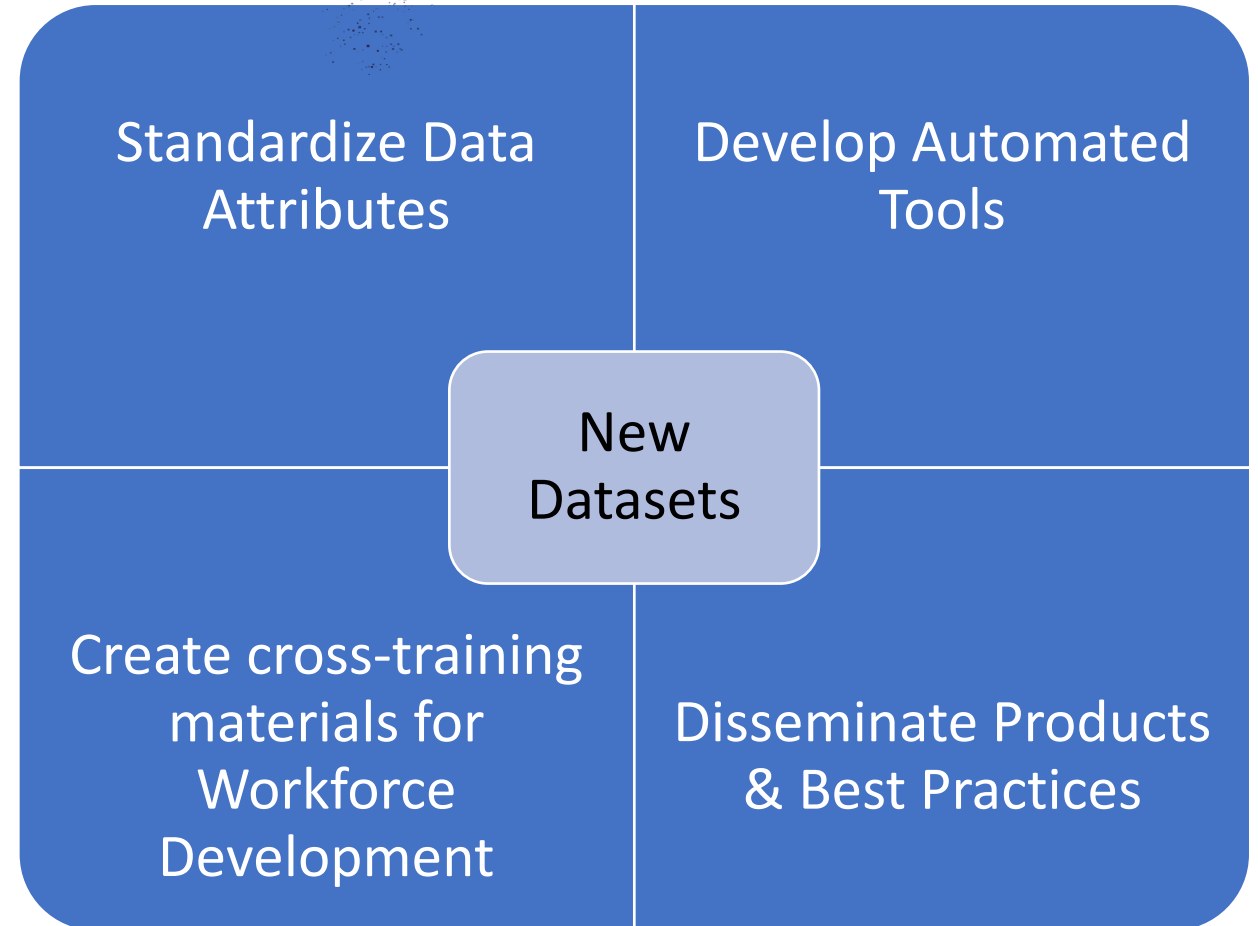 Standardize Data
Attributes
Develop Automated
Tools
New
Datasets
Create cross-training
materials for
Workforce
Development
Disseminate Products
& Best Practices